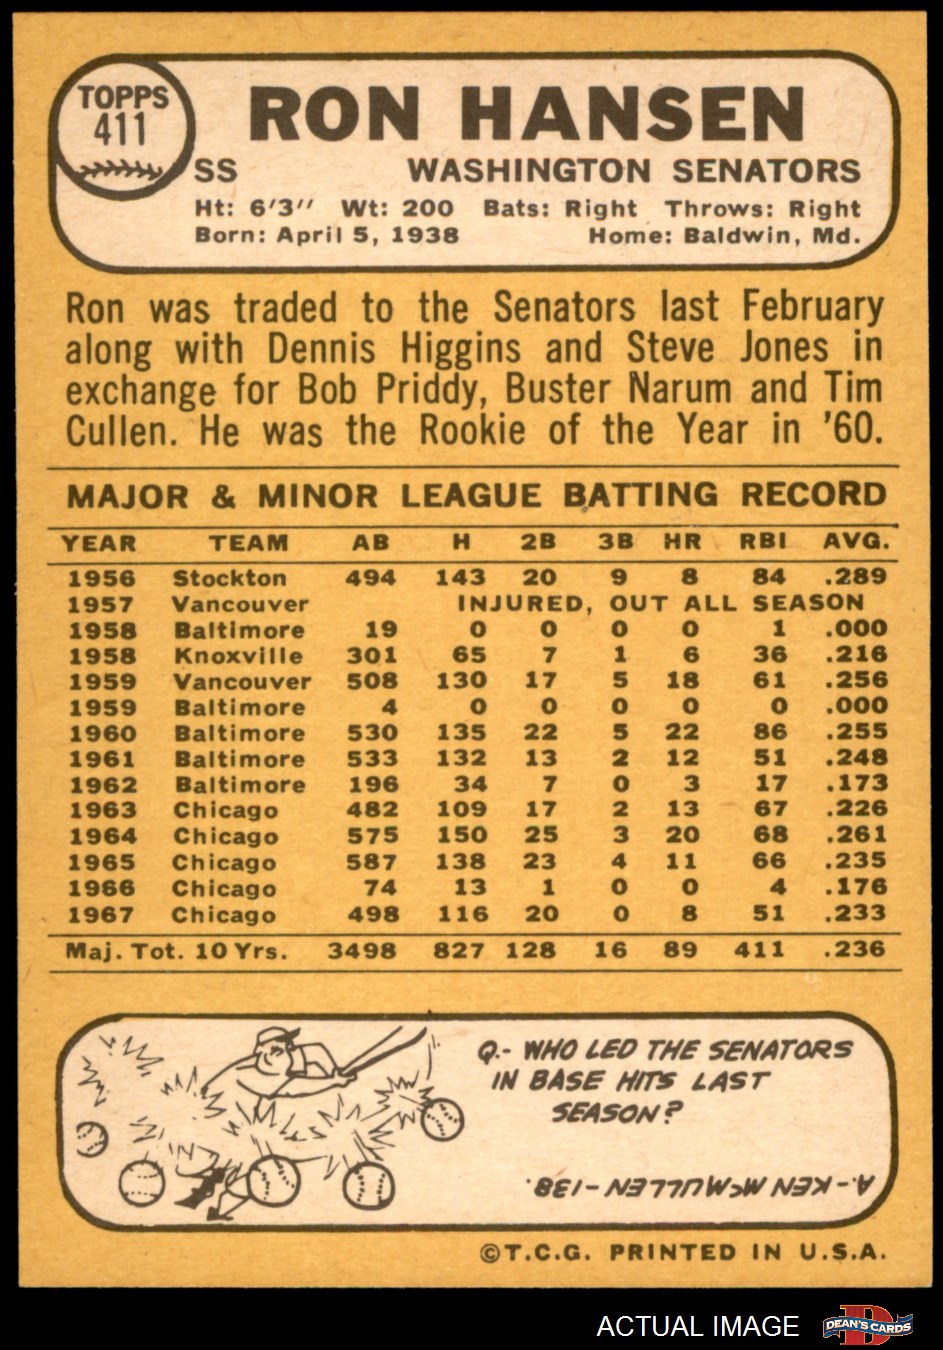 TOPPS
411
RON HANSEN
SS WASHINGTON SENATORS
Ht: 6'3" Wt: 200 Bats: Right Throws: Right
Born: April 5, 1938 Home: Baldwin, Md.
Ron was traded to the Senators last February
along with Dennis Higgins and Steve Jones in
exchange for Bob Priddy, Buster Narum and Tim
Cullen. He was the Rookie of the Year in '60.
MAJOR & MINOR LEAGUE BATTING RECORD
YEAR TEAM AB H 2B 3B HR RBI AVG.
1956 Stockton 494 143 20 9 8 84 .289
1957 Vancouver INJURED, OUT ALL SEASON
1958 Baltimore 19 0 0 0 0 1 .000
1958 Knoxville 301 65 7 1 6 36 .216
1959 Vancouver 508 130 17 5 18 61 .256
1959 Baltimore 4 0 0 0 0 0 .000
1960 Baltimore 530 135 22 5 22 86 .255
1961 Baltimore 533 132 13 2 12 51 .248
1962 Baltimore 196 34 7 0 3 17 .173
1963 Chicago 482 109 17 2 13 67 .226
1964 Chicago 575 150 25 3 20 68 .261
1965 Chicago 587 138 23 4 11 66 .235
1966 Chicago 74 13 1 0 0 4 .176
1967 Chicago 498 116 20 0 8 51 .233
Maj. Tot. 10 Yrs. 3498 827 128 16 89 411 .236
Q.- WHO LED THE SENATORS
IN BASE HITS LAST
SEASON?
A.- KEN McMULLEN-138.
©T.C.G. PRINTED IN U.S.A.
ACTUAL IMAGE
D
DEAN'S CARDS